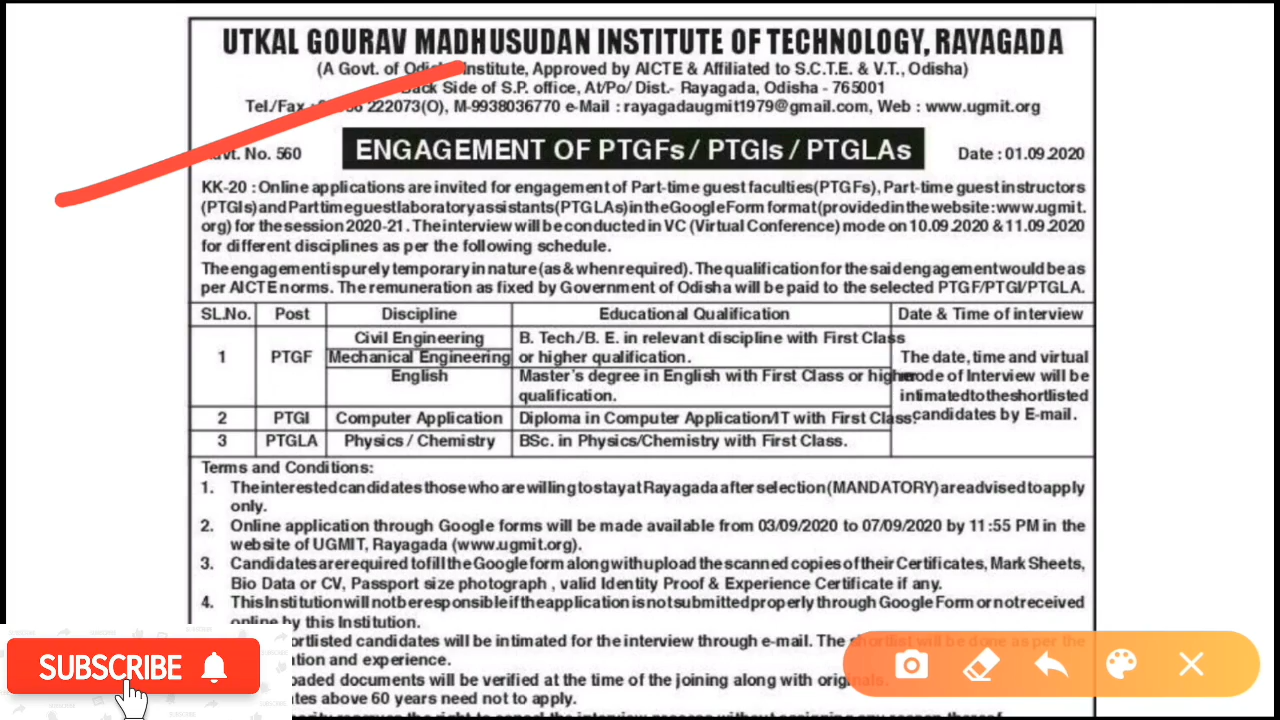 UTKAL GOURAV MADHUSUDAN INSTITUTE OF TECHNOLOGY, RAYAGADA
(A Govt. of Institute, Approved by AICTE & Affiliated to S.C.T.E. & V.T., Odisha)
Back Side of S.P. office, At/Po/ Dist.- Rayagada, Odisha - 765001
Tel./Fax 222073(O), M-9938036770 e-Mail : rayagadaugmit1979@gmail.com, Web : www.ugmit.org
No. 560 ENGAGEMENT OF PTGFs / PTGIs / PTGLAs Date : 01.09.2020
KK-20 : Online applications are invited for engagement of Part-time guest faculties(PTGFs), Part-time guest instructors
(PTGIs) and Part time guest laboratory assistants (PTGLAs) in the Google Form format (provided in the website: www.ugmit.
org) for the session 2020-21. The interview will be conducted in VC (Virtual Conference) mode on 10.09.2020 & 11.09.2020
for different disciplines as per the following schedule.
The engagement is purely temporary in nature (as & when required). The qualification for the said engagement would be as
per AICTE norms. The remuneration as fixed by Government of Odisha will be paid to the selected PTGF/PTGI/PTGLA.
SL.No. Post Discipline Educational Qualification Date & Time of interview
Civil Engineering B. Tech./B. E. in relevant discipline with First Class
1 PTGF Mechanical Engineering or higher qualification. The date, time and virtual
English Master's degree in English with First Class or higher mode of Interview will be
qualification. intimated to the shortlisted
2 PTGI Computer Application Diploma in Computer Application/IT with First Class. candidates by E-mail.
3 PTGLA Physics / Chemistry BSc. in Physics/Chemistry with First Class.
Terms and Conditions:
1. The interested candidates those who are willing to stay at Rayagada after selection (MANDATORY) are advised to apply
only.
2. Online application through Google forms will be made available from 03/09/2020 to 07/09/2020 by 11:55 PM in the
website of UGMIT, Rayagada (www.ugmit.org).
3. Candidates are required to fill the Google form along with upload the scanned copies of their Certificates, Mark Sheets,
Bio Data or CV, Passport size photograph , valid Identity Proof & Experience Certificate if any.
4. This Institution will not be responsible if the application is not submitted properly through Google Form or not received
online by this Institution.
candidates will be intimated for the interview through e-mail. The shortlist will be done as per the
and experience.
documents will be verified at the time of the joining along with
above 60 years need not to apply.
SUBSCRIBE